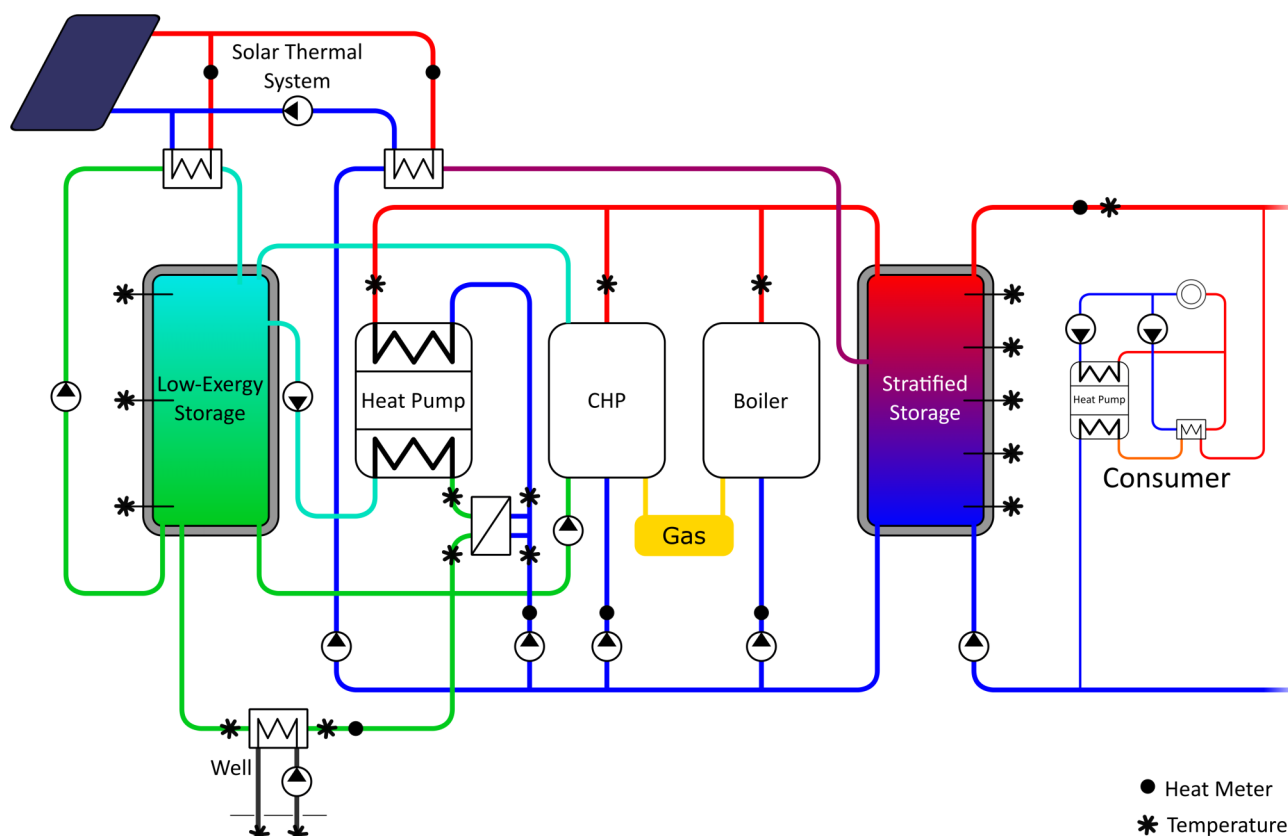 Solar Thermal
System
Low-Exergy
Storage
Heat Pump
CHP
Boiler
Stratified
Storage
Heat Pump
Consumer
Gas
Well
Heat Meter
Temperature